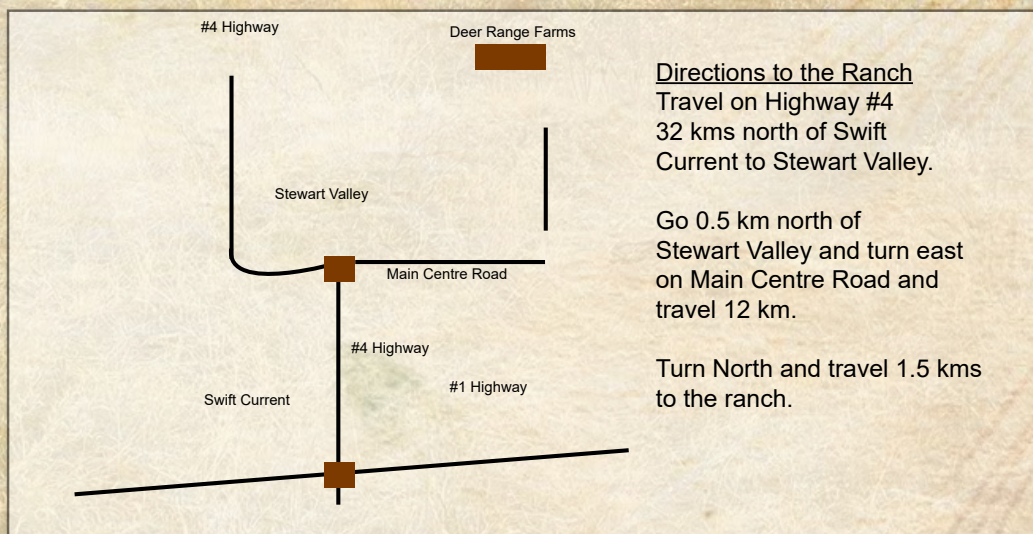 #4 Highway
Deer Range Farms
Stewart Valley
Main Centre Road
#4 Highway
#1 Highway
Swift Current
Directions to the Ranch
Travel on Highway #4
32 kms north of Swift
Current to Stewart Valley.
Go 0.5 km north of
Stewart Valley and turn east
on Main Centre Road and
travel 12 km.
Turn North and travel 1.5 kms
to the ranch.